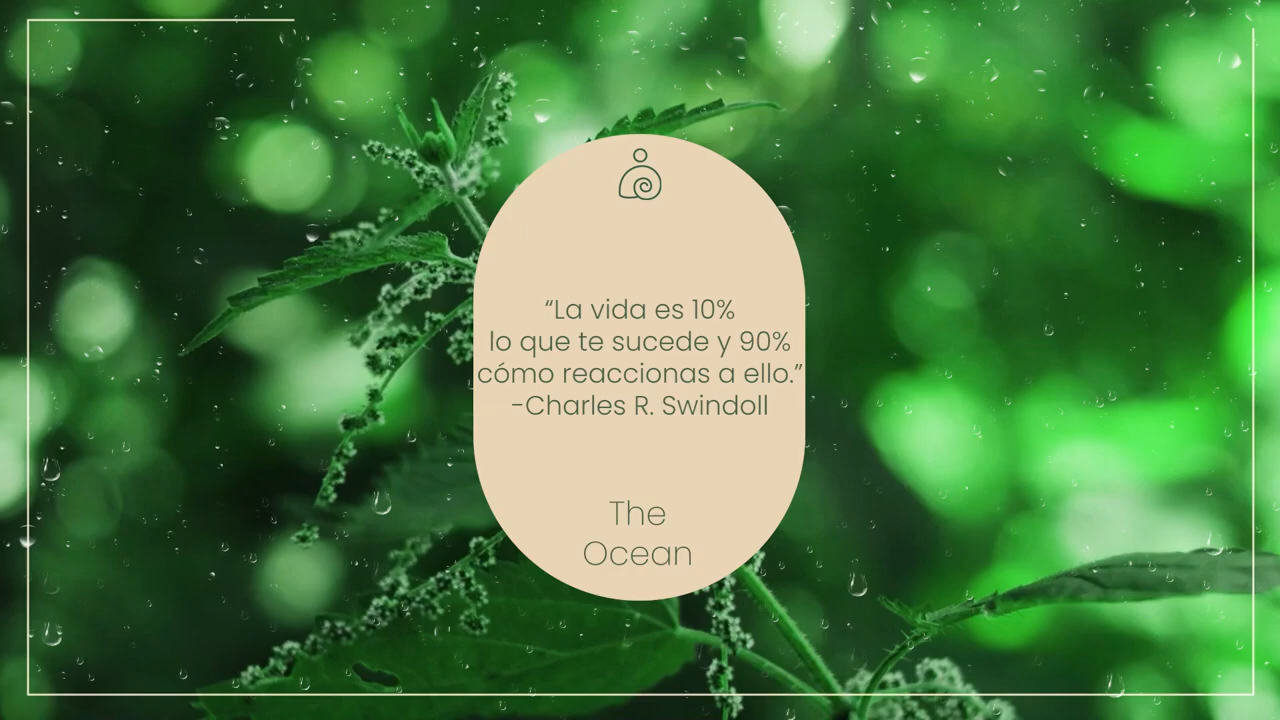 “La vida es 10%
lo que te sucede y 90%
cómo reaccionas a ello.”
-Charles R. Swindoll
The
Ocean